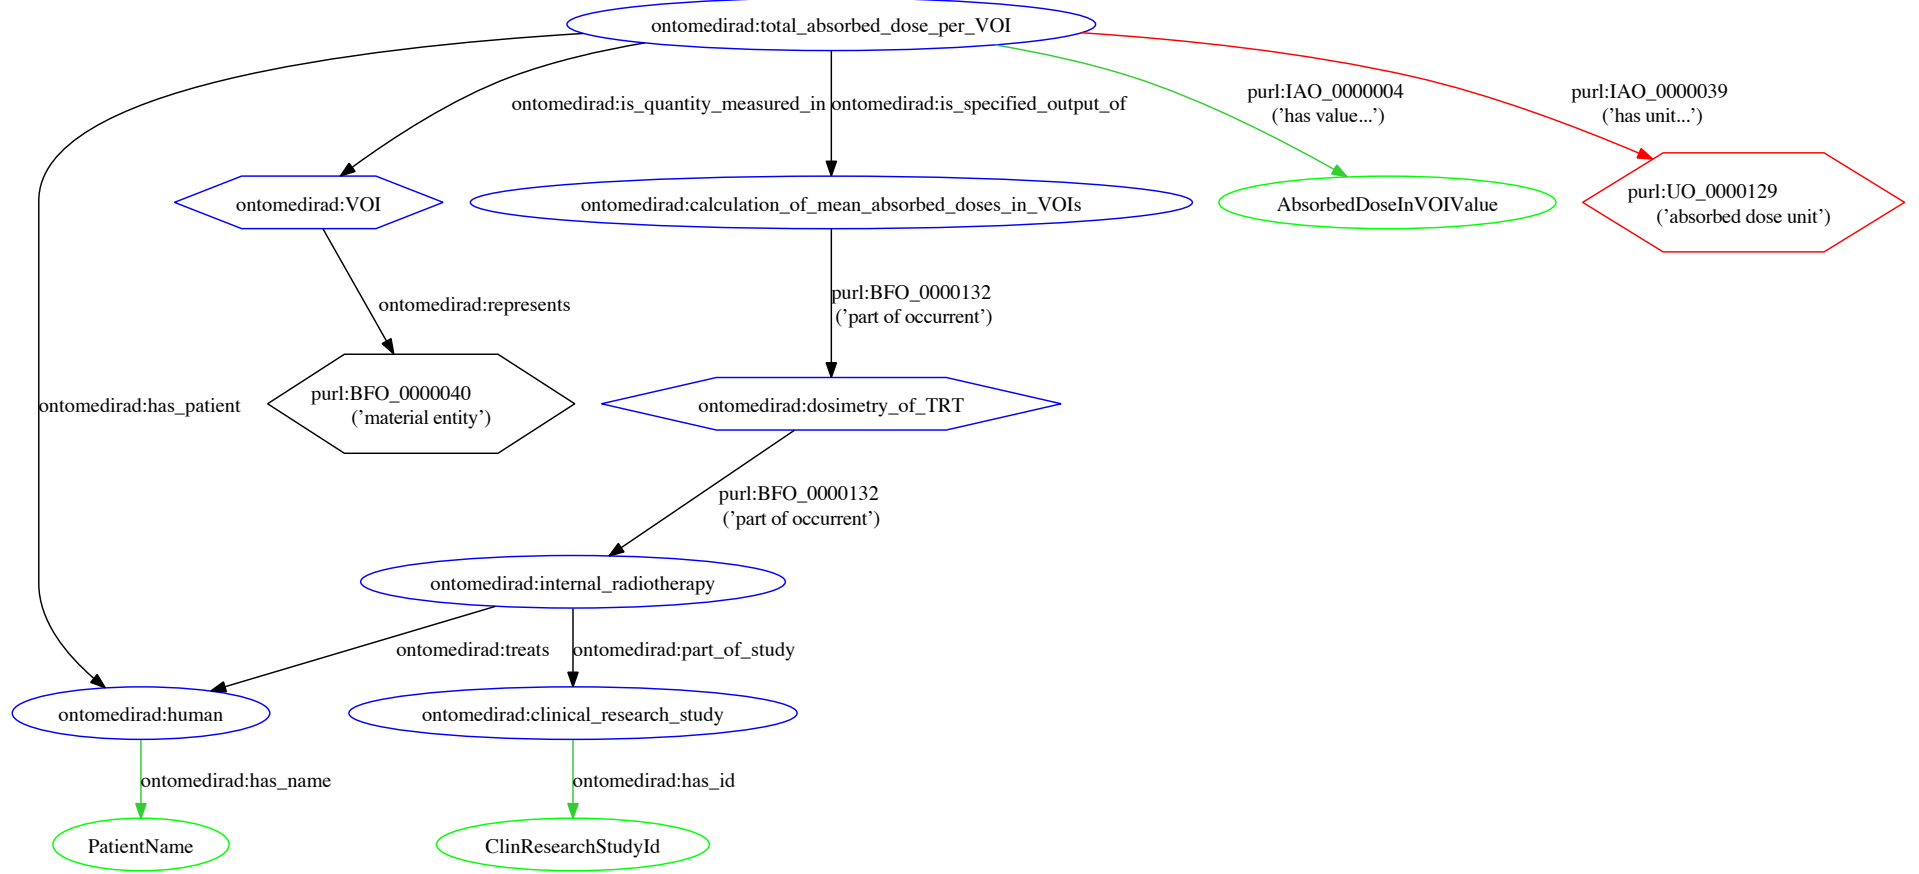 ontomedirad:total_absorbed_dose_per_VOI
ontomedirad:is_quantity_measured_in
ontomedirad:is_specified_output_of
purl:IAO_0000004
('has value...')
purl:IAO_0000039
('has unit...')
ontomedirad:VOI
ontomedirad:calculation_of_mean_absorbed_doses_in_VOIs
AbsorbedDoseInVOIValue
purl:UO_0000129
('absorbed dose unit')
ontomedirad:represents
purl:BFO_0000132
('part of occurrent')
ontomedirad:has_patient
purl:BFO_0000040
('material entity')
ontomedirad:dosimetry_of_TRT
purl:BFO_0000132
('part of occurrent')
ontomedirad:internal_radiotherapy
ontomedirad:treats
ontomedirad:part_of_study
ontomedirad:human
ontomedirad:clinical_research_study
ontomedirad:has_name
ontomedirad:has_id
PatientName
ClinResearchStudyId